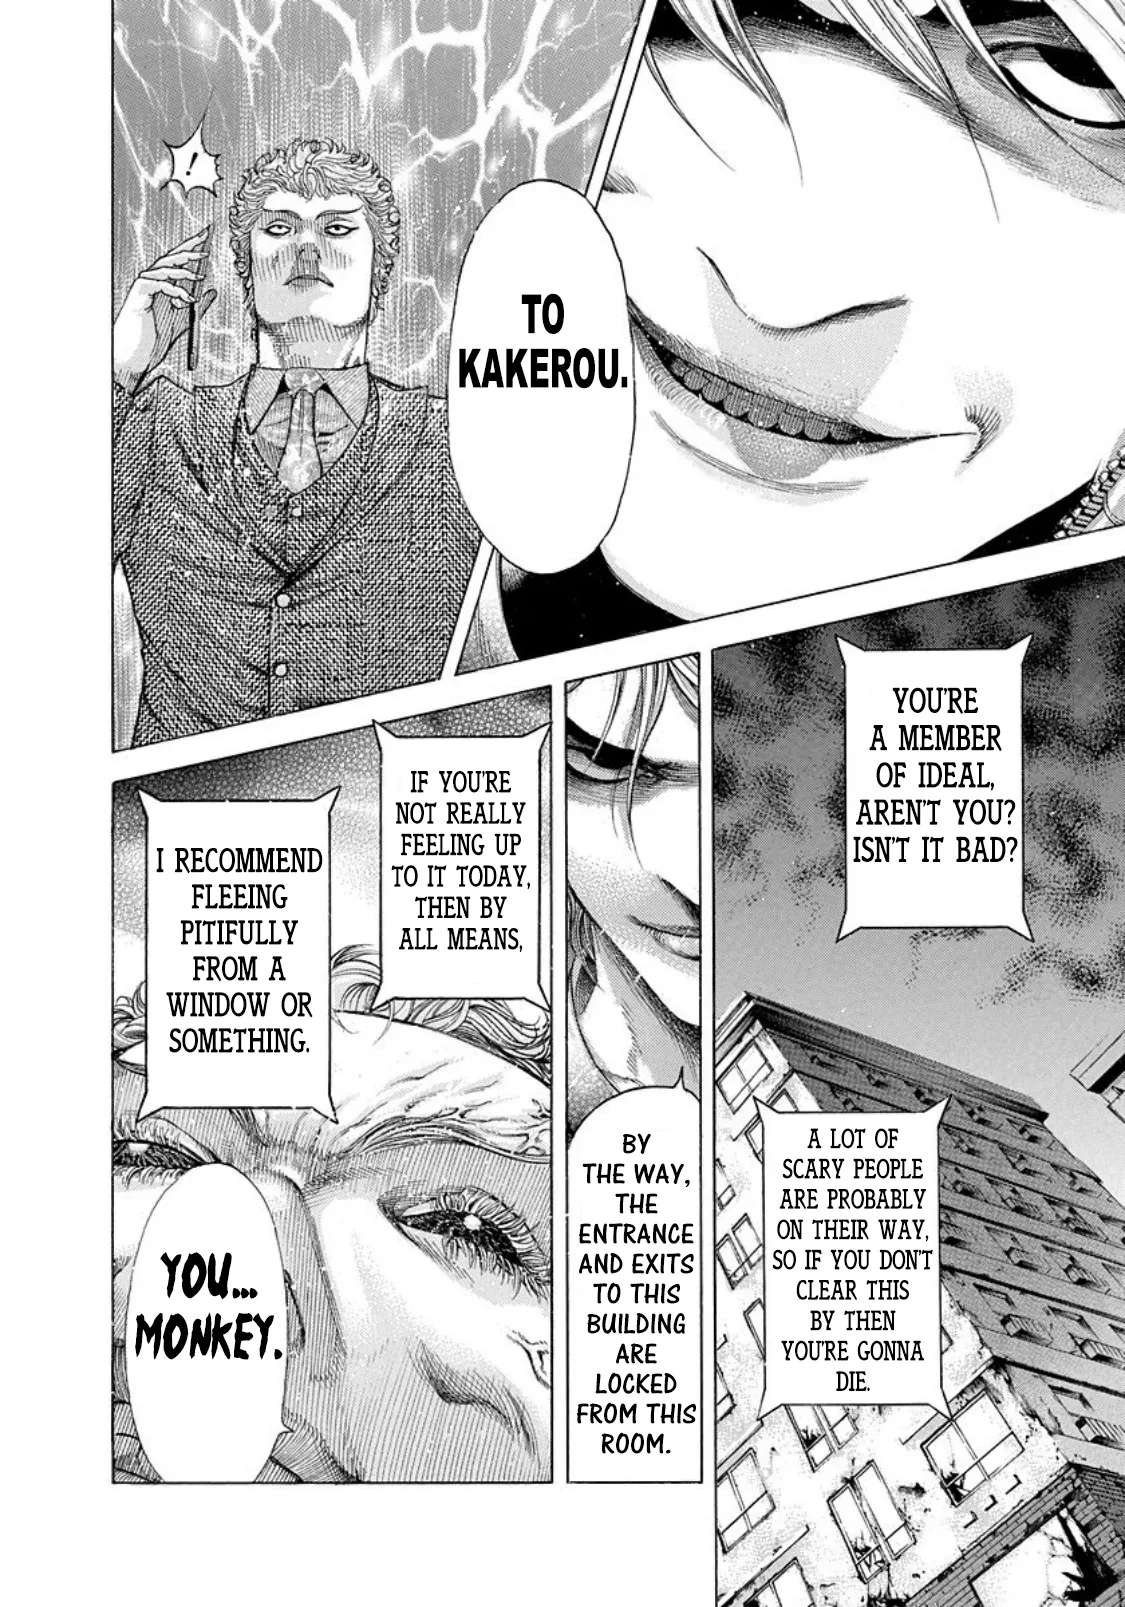 !
TO
KAKEROU.
YOU'RE
A MEMBER
OF IDEAL,
AREN'T YOU?
ISN'T IT BAD?
A LOT OF
SCARY PEOPLE
ARE PROBABLY
ON THEIR WAY,
SO IF YOU DON'T
CLEAR THIS
BY THEN
YOU'RE GONNA
DIE.
BY
THE WAY,
THE
ENTRANCE
AND EXITS
TO THIS
BUILDING
ARE
LOCKED
FROM THIS
ROOM.
IF YOU'RE
NOT REALLY
FEELING UP
TO IT TODAY,
THEN BY
ALL MEANS,
I RECOMMEND
FLEEING
PITIFULLY
FROM A
WINDOW OR
SOMETHING.
YOU...
MONKEY.